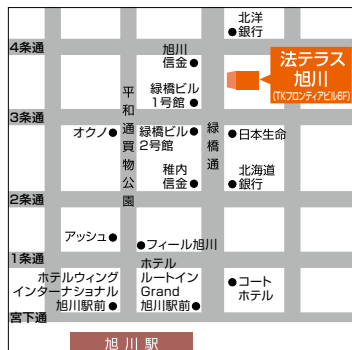 北洋
銀行
4条通
旭川
信金
法テラス
旭川
(TKフロンティアビル6F)
平和通買物公園
緑橋ビル
1号館
3条通
オクノ
緑橋ビル
2号館
緑橋通
日本生命
稚内
信金
北海道
銀行
2条通
アッシュ
フィール旭川
1条通
ホテルウィング
インターナショナル
旭川駅前
ホテル
ルートイン
Grand
旭川駅前
コート
ホテル
宮下通
旭川駅